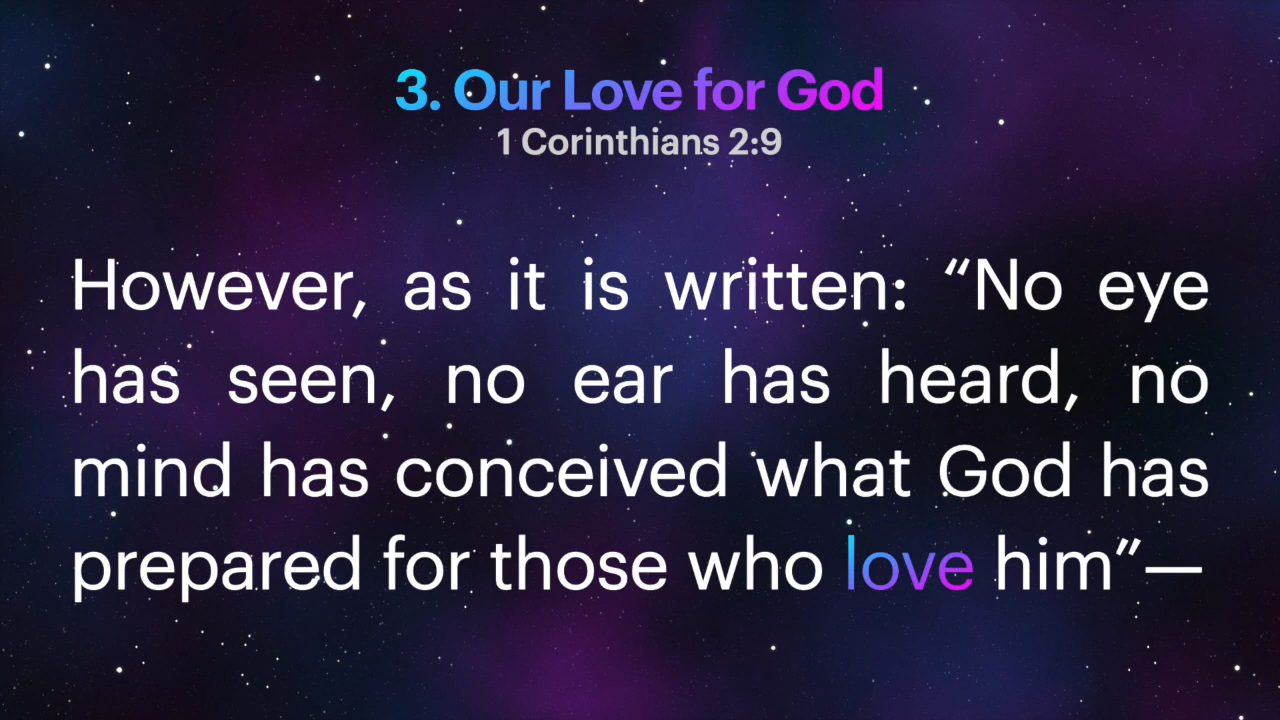 3. Our Love for God
1 Corinthians 2:9
However, as it is written: “No eye
has seen, no ear has heard, no
mind has conceived what God has
prepared for those who love him”—